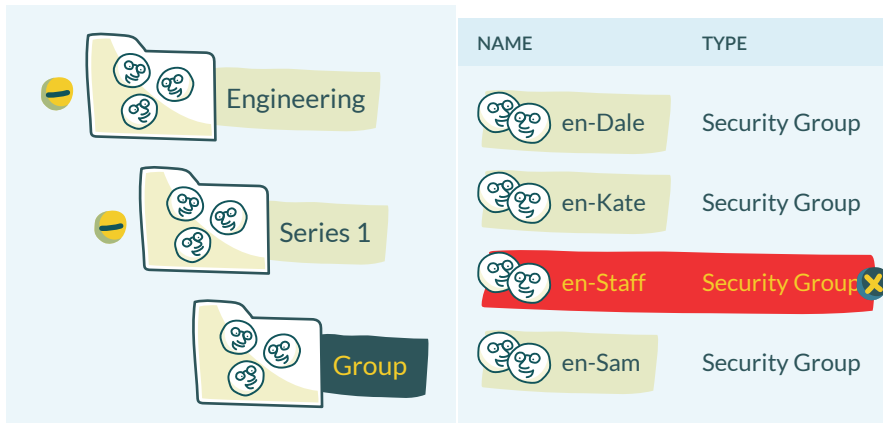 Engineering
Series 1
Group
NAME TYPE
en-Dale Security Group
en-Kate Security Group
en-Staff Security Group
en-Sam Security Group